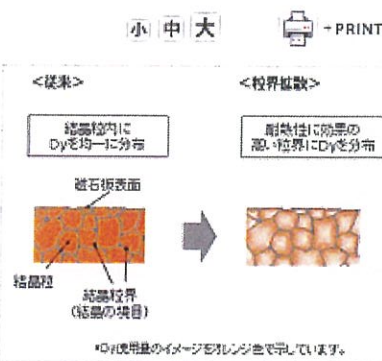 小 中 大 PRINT
<従来> <粒界拡散>
結晶粒内に
Dyを均一に分布
耐熱性に効果の
高い粒界にDyを分布
磁石板表面
結晶粒
結晶粒界
(結晶の境目)
*Dy使用量のイメージをオレンジ色で示しています。